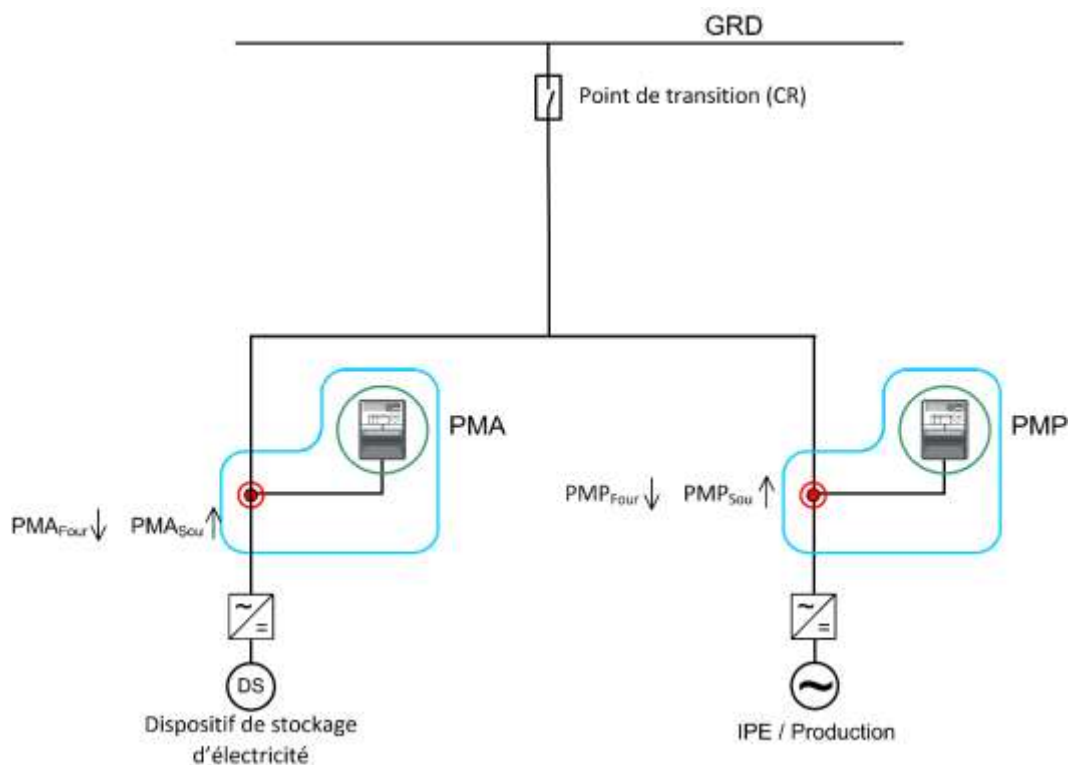 GRD
Point de transition (CR)
PMA
PMP
PMA_Four ↓ PMA_Sou ↑
PMP_Four ↓ PMP_Sou ↑
~
=
~
=
DS
~
Dispositif de stockage
d'électricité
IPE / Production